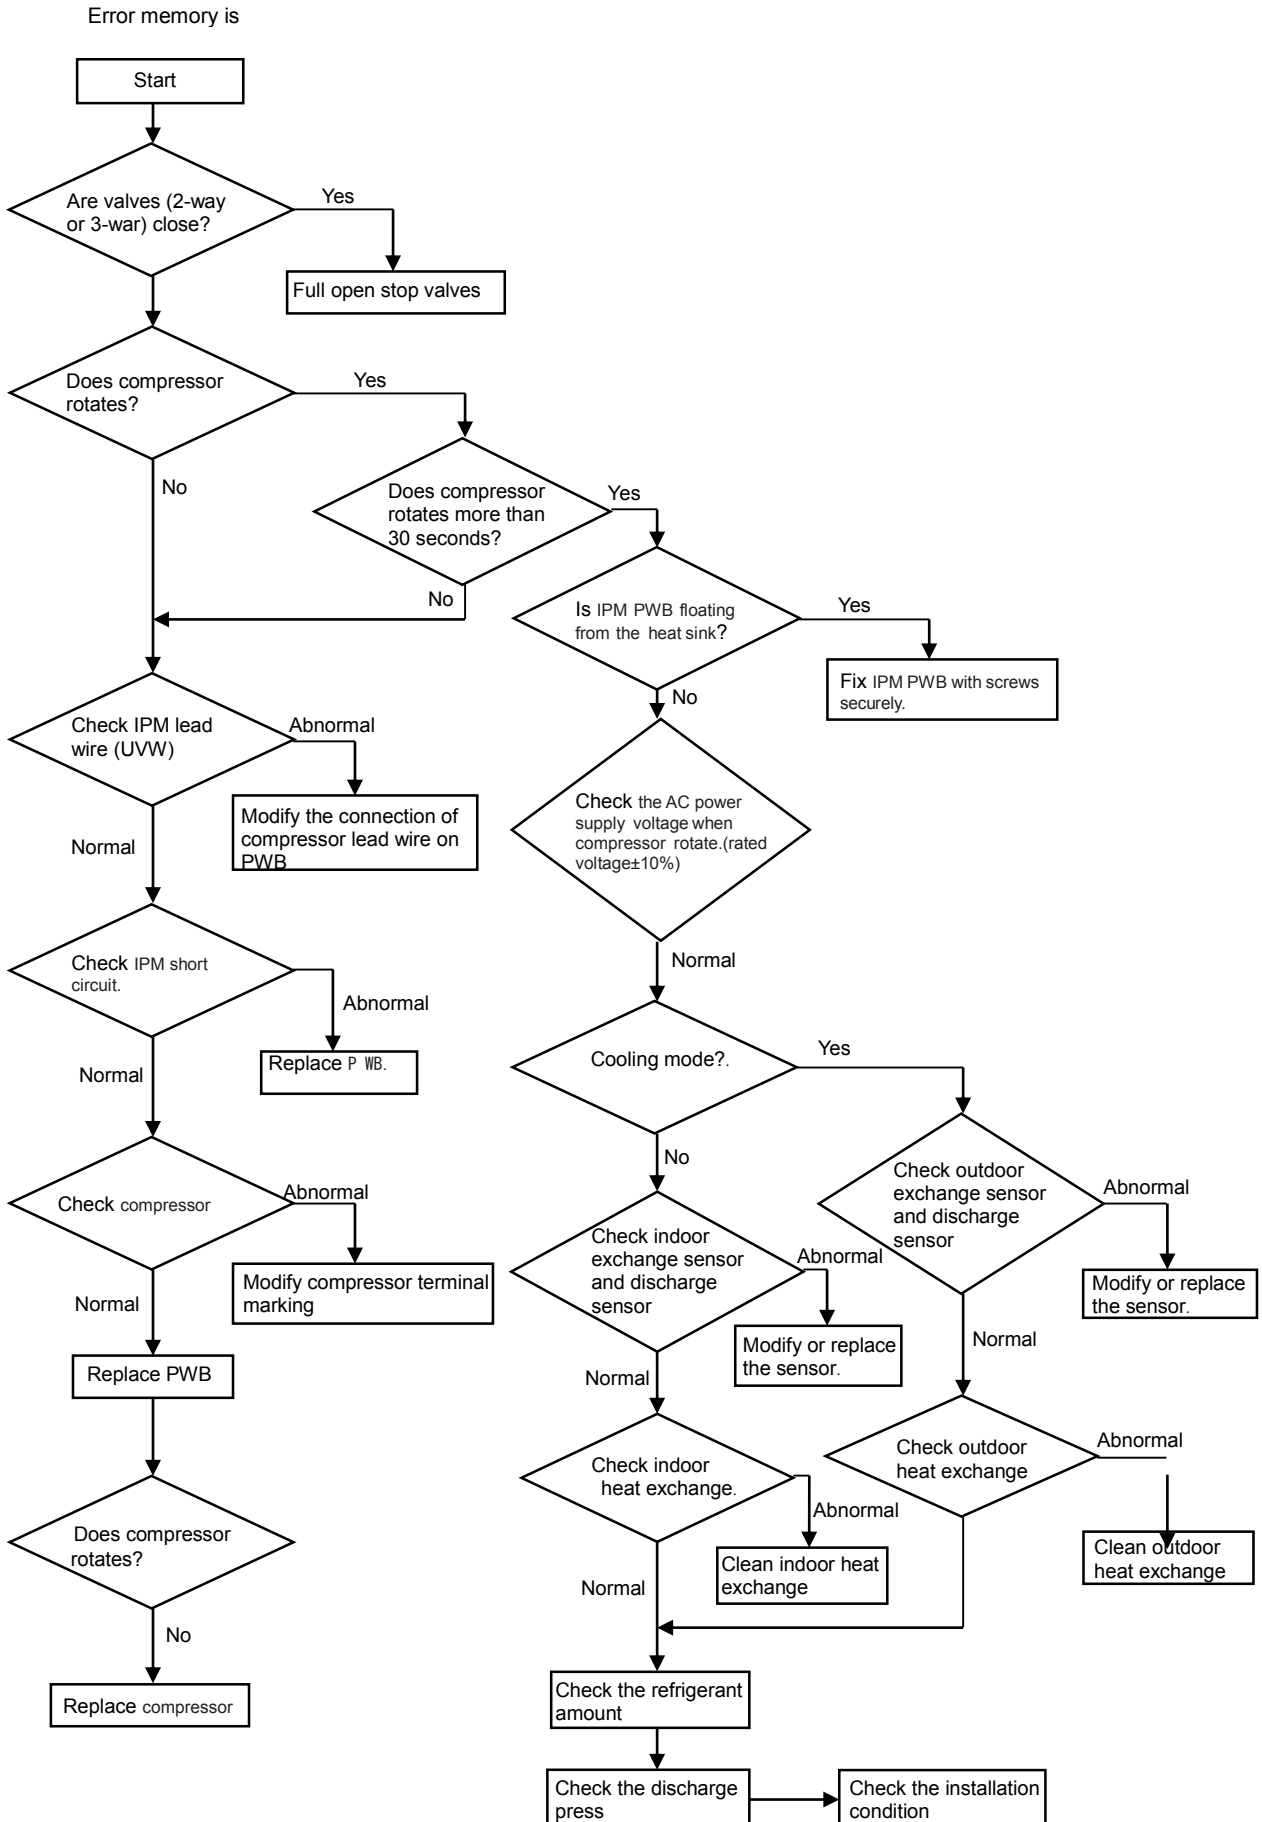 Error memory is
Start
Are valves (2-way
or 3-war) close?
Yes
Full open stop valves
Does compressor
rotates?
Yes
No
Does compressor
rotates more than
30 seconds?
Yes
No
Is IPM PWB floating
from the heat sink?
Yes
Fix IPM PWB with screws
securely.
No
Check IPM lead
wire (UVW)
Abnormal
Modify the connection of
compressor lead wire on
PWB
Normal
Check the AC power
supply voltage when
compressor rotate.(rated
voltage±10%)
Normal
Check IPM short
circuit.
Abnormal
Replace P WB.
Normal
Cooling mode?.
Yes
No
Check compressor
Abnormal
Modify compressor terminal
marking
Normal
Check indoor
exchange sensor
and discharge
sensor
Abnormal
Modify or replace
the sensor.
Normal
Check outdoor
exchange sensor
and discharge
sensor
Abnormal
Modify or replace
the sensor.
Normal
Replace PWB
Does compressor
rotates?
No
Replace compressor
Check indoor
heat exchange.
Abnormal
Clean indoor heat
exchange
Normal
Check outdoor
heat exchange
Abnormal
Clean outdoor
heat exchange
Check the refrigerant
amount
Check the discharge
press
Check the installation
condition